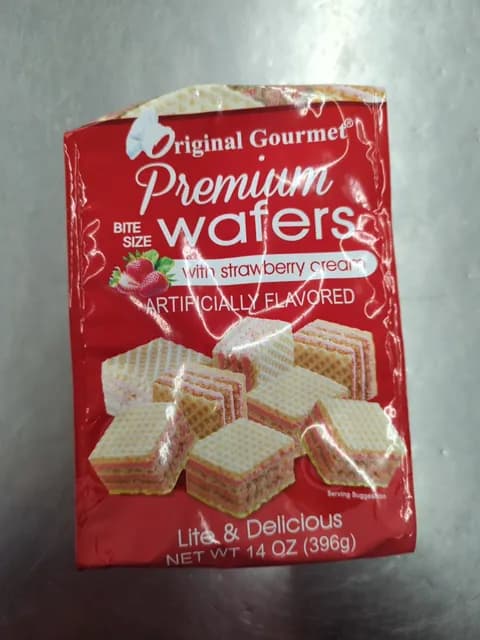 Original Gourmet®
Premium
BITE
SIZE
wafers
with strawberry cream
ARTIFICIALLY FLAVORED
Serving Suggestion
Lite & Delicious
NET WT 14 OZ (396g)